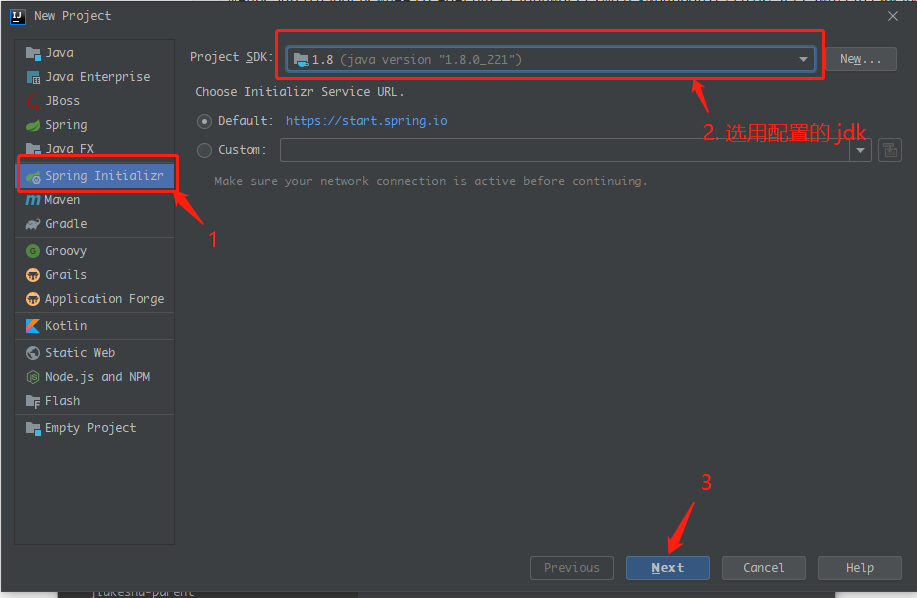 New Project
Java
Java Enterprise
JBoss
Spring
Java FX
Spring Initializr
Maven
Gradle
Groovy
Grails
Application Forge
Kotlin
Static Web
Node.js and NPM
Flash
Empty Project
Project SDK:
1.8 (java version "1.8.0_221")
New...
Choose Initializr Service URL.
Default: https://start.spring.io
Custom:
Make sure your network connection is active before continuing.
1
2. 选用配置的 jdk
3
Previous
Next
Cancel
Help